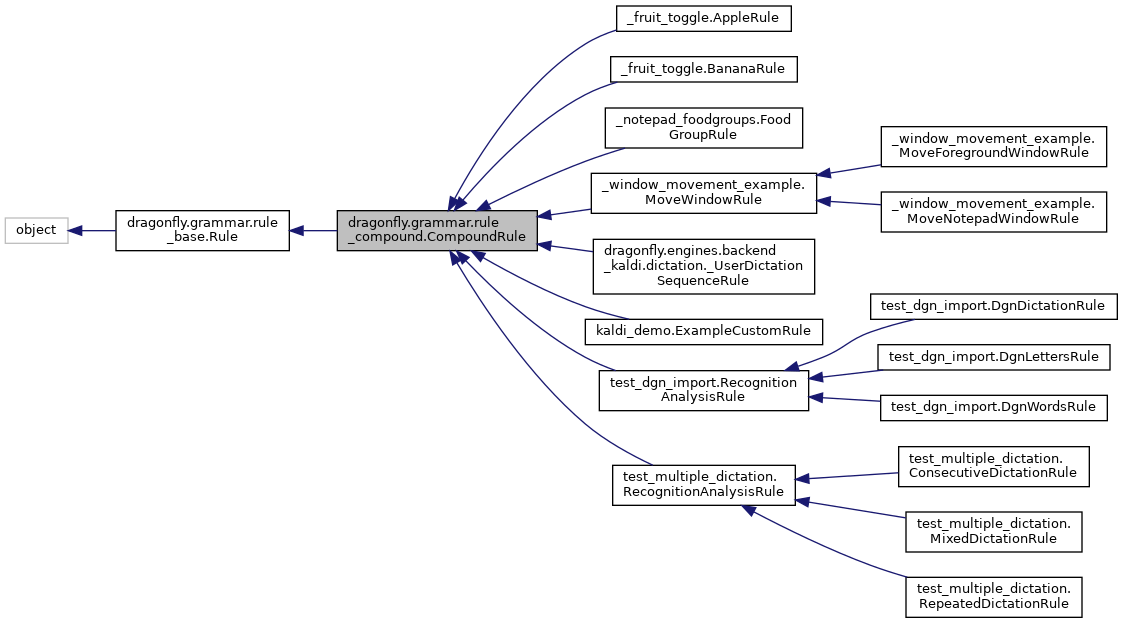 object
dragonfly.grammar.rule
_base.Rule
dragonfly.grammar.rule
_compound.CompoundRule
_fruit_toggle.AppleRule
_fruit_toggle.BananaRule
_notepad_foodgroups.Food
GroupRule
_window_movement_example.
MoveWindowRule
_window_movement_example.
MoveForegroundWindowRule
_window_movement_example.
MoveNotepadWindowRule
dragonfly.engines.backend
_kaldi.dictation._UserDictation
SequenceRule
kaldi_demo.ExampleCustomRule
test_dgn_import.Recognition
AnalysisRule
test_dgn_import.DgnDictationRule
test_dgn_import.DgnLettersRule
test_dgn_import.DgnWordsRule
test_multiple_dictation.
RecognitionAnalysisRule
test_multiple_dictation.
ConsecutiveDictationRule
test_multiple_dictation.
MixedDictationRule
test_multiple_dictation.
RepeatedDictationRule